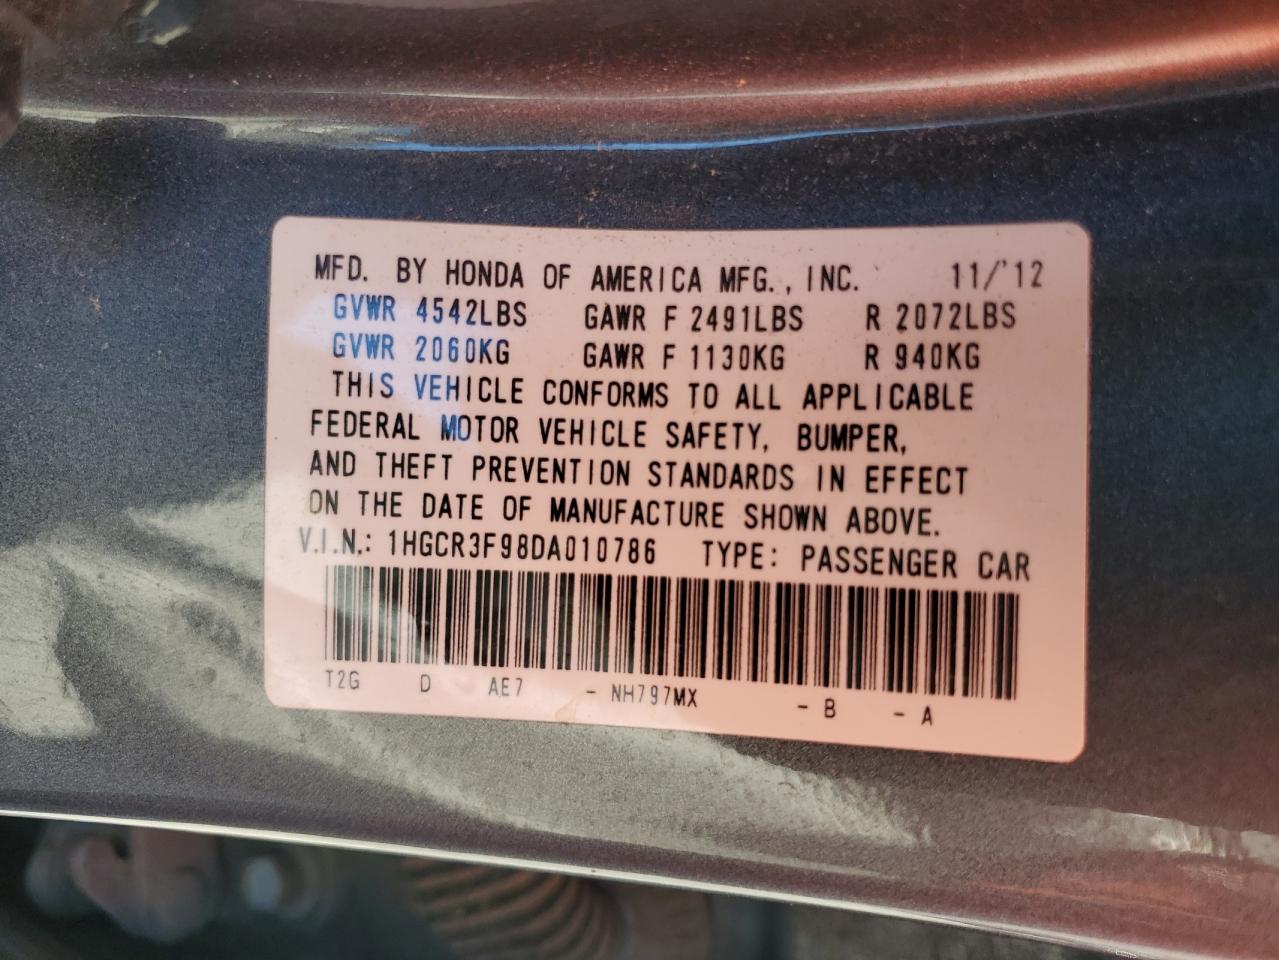 MFD. BY HONDA OF AMERICA MFG., INC. 11/'12
GVWR 4542LBS GAWR F 2491LBS R 2072LBS
GVWR 2060KG GAWR F 1130KG R 940KG
THIS VEHICLE CONFORMS TO ALL APPLICABLE
FEDERAL MOTOR VEHICLE SAFETY, BUMPER,
AND THEFT PREVENTION STANDARDS IN EFFECT
ON THE DATE OF MANUFACTURE SHOWN ABOVE.
V.I.N.: 1HGCR3F98DA010786 TYPE: PASSENGER CAR
T2G D AE7 - NH797MX - B - A